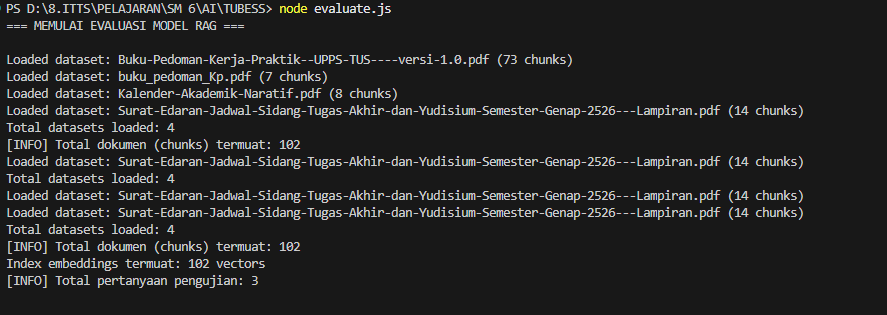 PS D:\8.ITTS\PELAJARAN\SM 6\AI\TUBESS> node evaluate.js
=== MEMULAI EVALUASI MODEL RAG ===
Loaded dataset: Buku-Pedoman-Kerja-Praktik--UPPS-TUS----versi-1.0.pdf (73 chunks)
Loaded dataset: buku_pedoman_Kp.pdf (7 chunks)
Loaded dataset: Kalender-Akademik-Naratif.pdf (8 chunks)
Loaded dataset: Surat-Edaran-Jadwal-Sidang-Tugas-Akhir-dan-Yudisium-Semester-Genap-2526---Lampiran.pdf (14 chunks)
Total datasets loaded: 4
[INFO] Total dokumen (chunks) termuat: 102
Loaded dataset: Surat-Edaran-Jadwal-Sidang-Tugas-Akhir-dan-Yudisium-Semester-Genap-2526---Lampiran.pdf (14 chunks)
Total datasets loaded: 4
Loaded dataset: Surat-Edaran-Jadwal-Sidang-Tugas-Akhir-dan-Yudisium-Semester-Genap-2526---Lampiran.pdf (14 chunks)
Loaded dataset: Surat-Edaran-Jadwal-Sidang-Tugas-Akhir-dan-Yudisium-Semester-Genap-2526---Lampiran.pdf (14 chunks)
Total datasets loaded: 4
[INFO] Total dokumen (chunks) termuat: 102
Index embeddings termuat: 102 vectors
[INFO] Total pertanyaan pengujian: 3